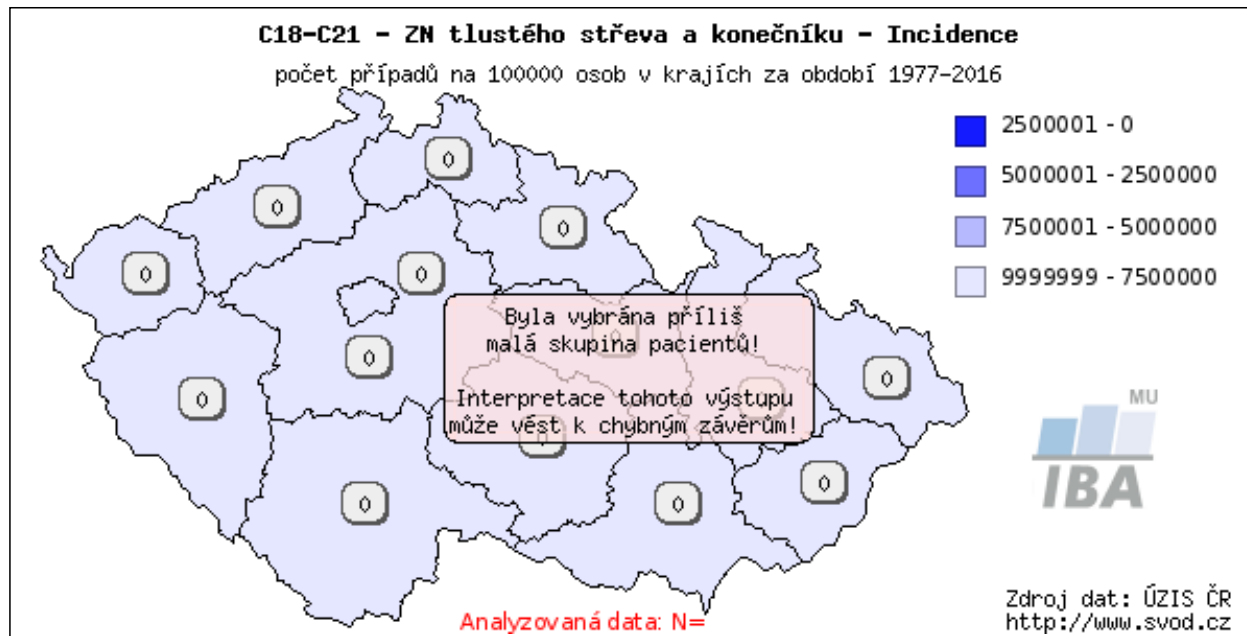 C18-C21 - ZN tlustého střeva a konečníku - Incidence
počet případů na 100000 osob v krajích za období 1977-2016
2500001 - 0
5000001 - 2500000
7500001 - 5000000
9999999 - 7500000
0
0
0
0
0
0
0
0
0
0
0
0
0
0
Byla vybrána příliš
malá skupina pacientů!
Interpretace tohoto výstupu
může vést k chybným závěrům!
MU
IBA
Analyzovaná data: N=
Zdroj dat: ÚZIS ČR
http://www.svod.cz